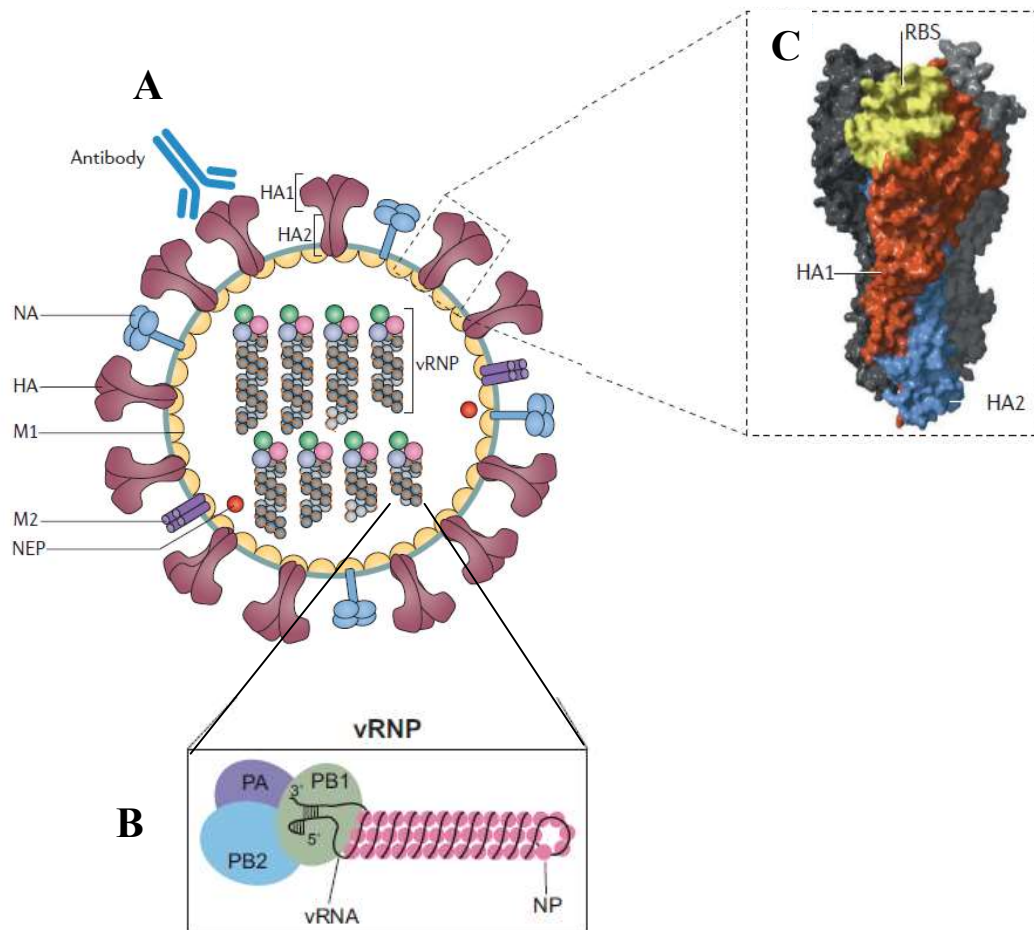 A
Antibody
HA1
HA2
NA
HA
M1
M2
NEP
vRNP
C
RBS
HA1
HA2
vRNP
B
PA
PB1
3'
5'
PB2
vRNA
NP